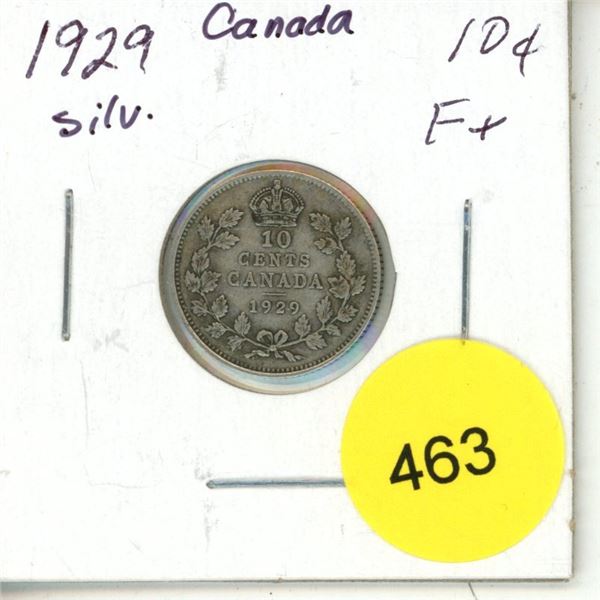 Canada
1929 10¢
silv. F+
10
CENTS
CANADA
1929
463